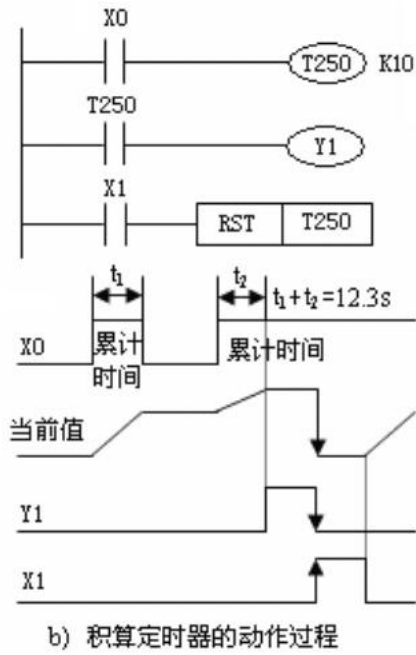 X0
T250 K10
T250
Y1
X1
RST T250
t₁ t₂ t₁+t₂=12.3s
X0 累计时间 累计时间
当前值
Y1
X1
b) 积算定时器的动作过程